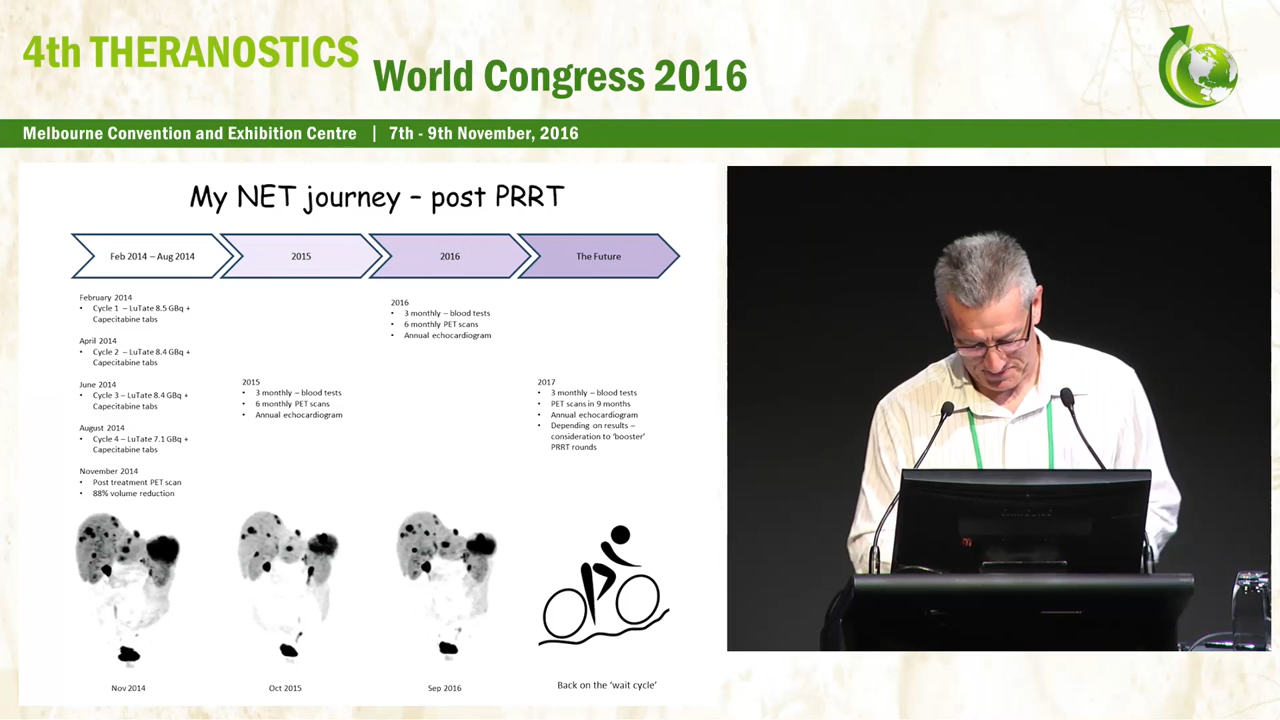 4th THERANOSTICS
World Congress 2016
Melbourne Convention and Exhibition Centre | 7th - 9th November, 2016
My NET journey – post PRRT
Feb 2014 – Aug 2014
2015
2016
The Future
February 2014
• Cycle 1 – LuTate 8.5 GBq +
Capecitabine tabs
April 2014
• Cycle 2 – LuTate 8.4 GBq +
Capecitabine tabs
June 2014
• Cycle 3 – LuTate 8.4 GBq +
Capecitabine tabs
August 2014
• Cycle 4 – LuTate 7.1 GBq +
Capecitabine tabs
November 2014
• Post treatment PET scan
• 88% volume reduction
2015
• 3 monthly – blood tests
• 6 monthly PET scans
• Annual echocardiogram
2016
• 3 monthly – blood tests
• 6 monthly PET scans
• Annual echocardiogram
2017
• 3 monthly – blood tests
• PET scans in 9 months
• Annual echocardiogram
• Depending on results –
consideration to ‘booster’
PRRT rounds
Nov 2014
Oct 2015
Sep 2016
Back on the ‘wait cycle’